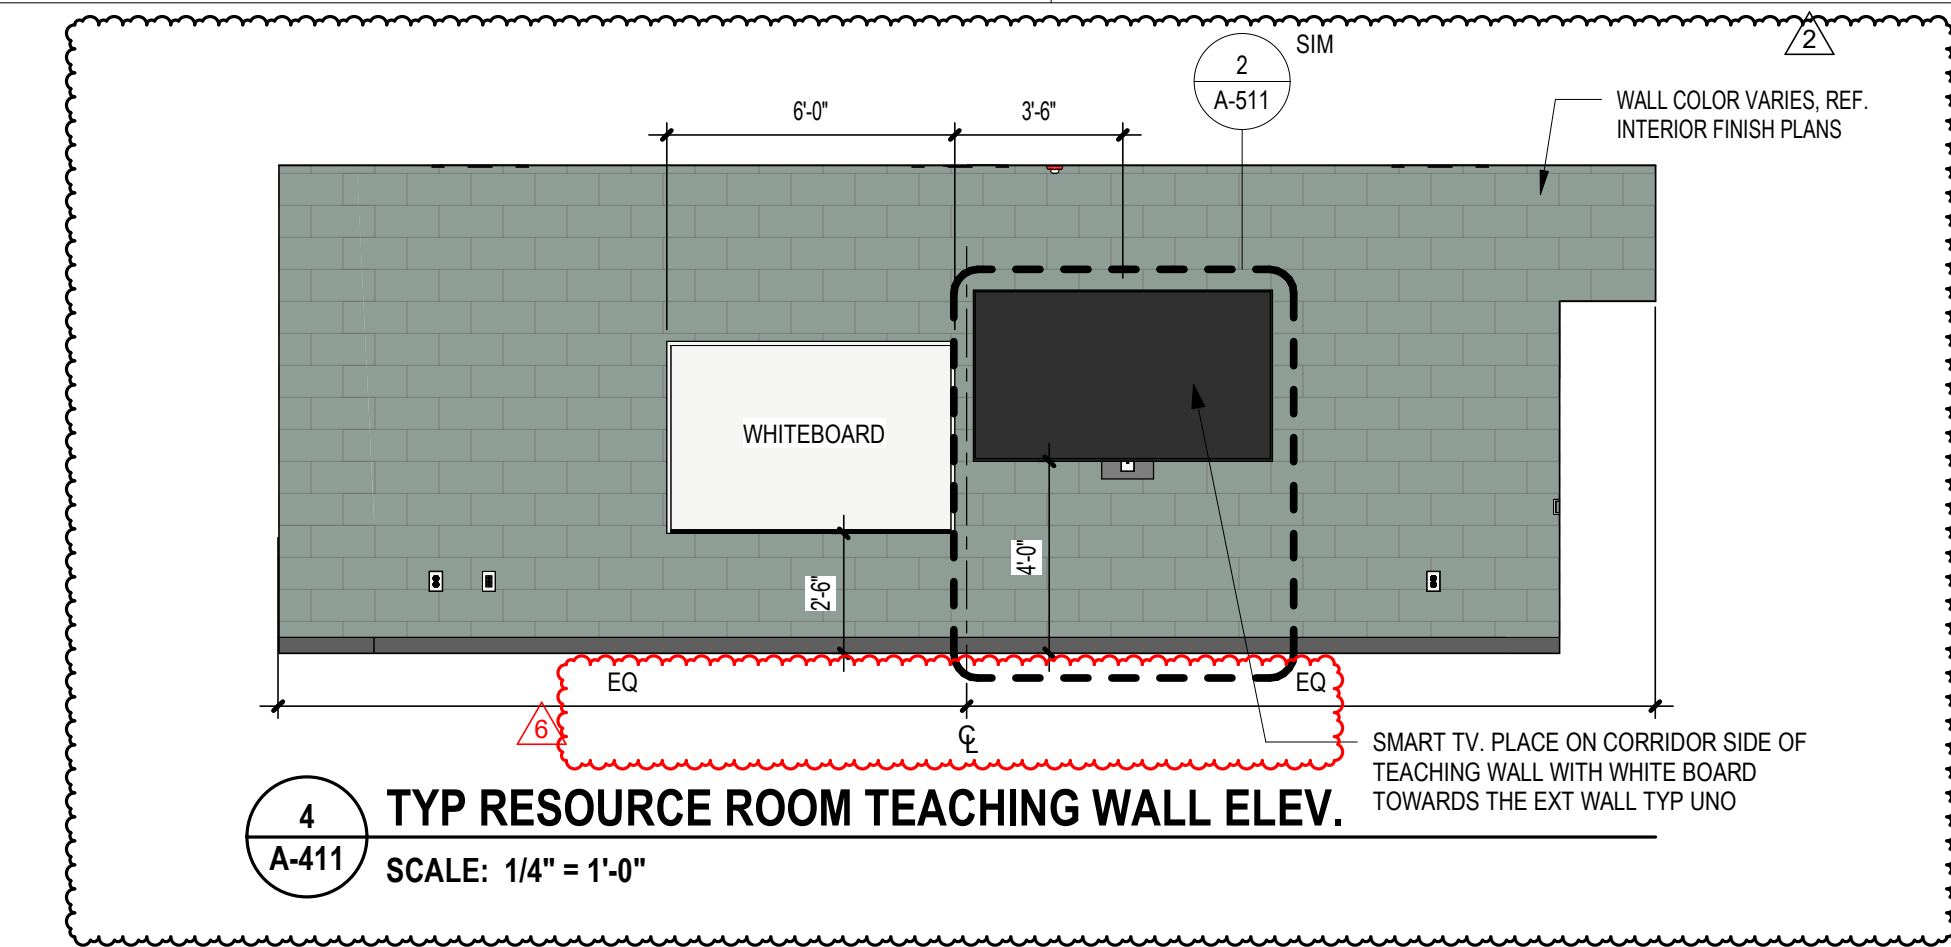 2
SIM
2
A-511
WALL COLOR VARIES, REF.
INTERIOR FINISH PLANS
6'-0"
3'-6"
WHITEBOARD
2'-6"
4'-0"
EQ
EQ
6
℄
SMART TV. PLACE ON CORRIDOR SIDE OF
TEACHING WALL WITH WHITE BOARD
TOWARDS THE EXT WALL TYP UNO
4
A-411
TYP RESOURCE ROOM TEACHING WALL ELEV.
SCALE: 1/4" = 1'-0"